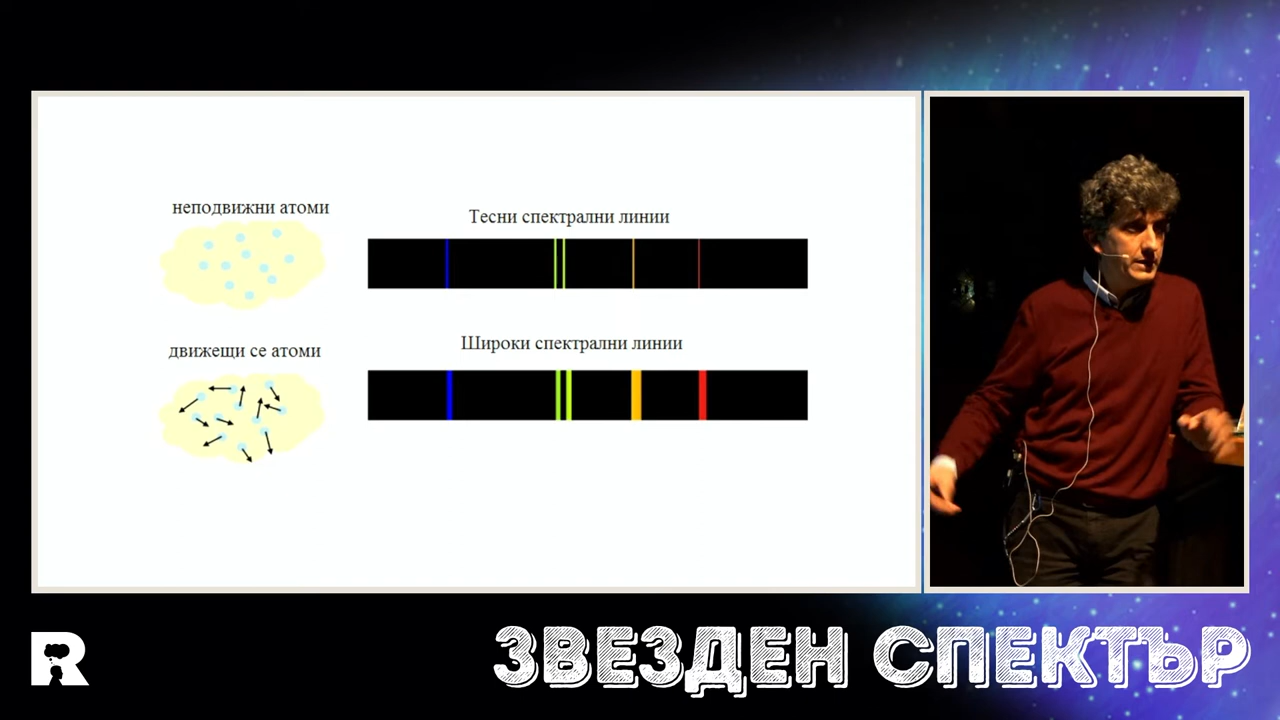 неподвижни атоми
Тесни спектрални линии
движещи се атоми
Широки спектрални линии
R
ЗВЕЗДЕН СПЕКТЪР